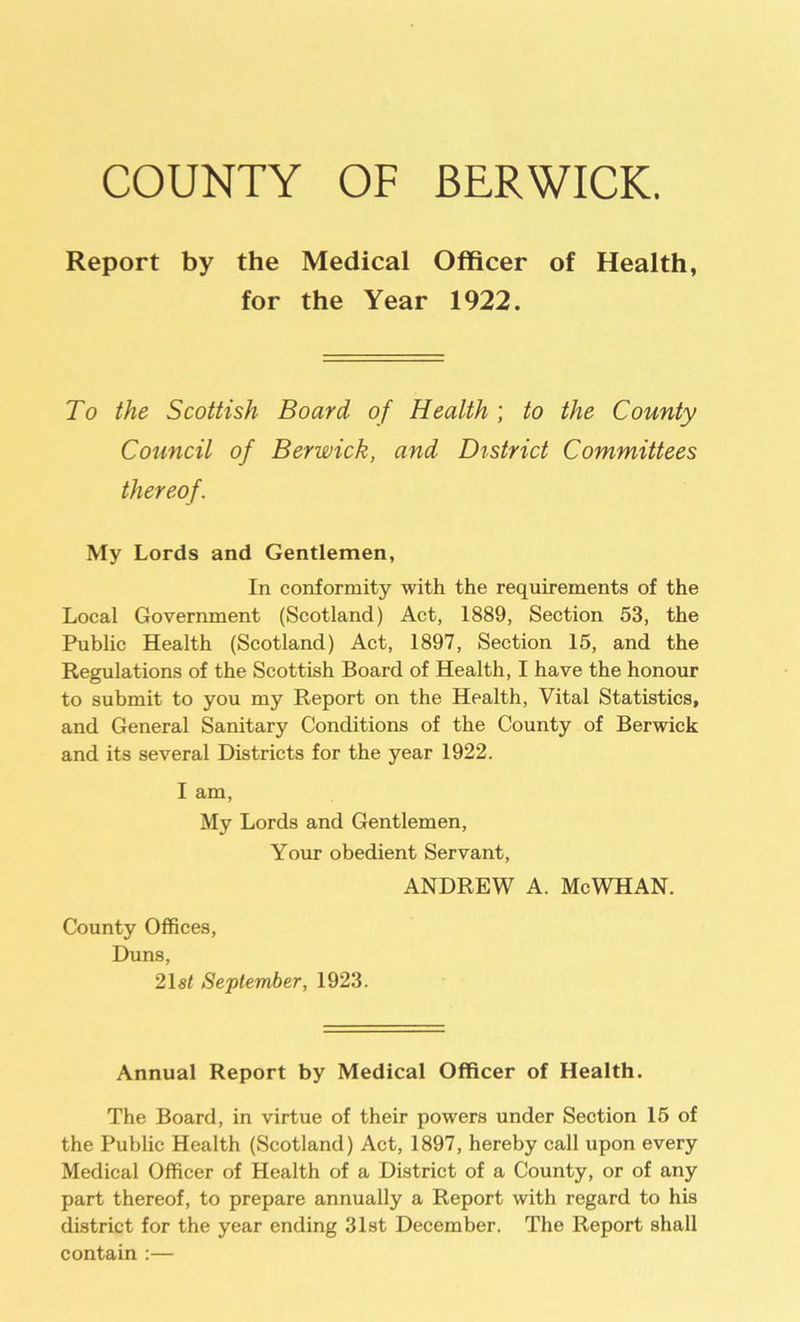 COUNTY OF BERWICK.
Report by the Medical Officer of Health,
for the Year 1922.
To the Scottish Board of Health ; to the County
Council of Berwick, and District Committees
thereof.
My Lords and Gentlemen,
In conformity with the requirements of the
Local Government (Scotland) Act, 1889, Section 53, the
Public Health (Scotland) Act, 1897, Section 15, and the
Regulations of the Scottish Board of Health, I have the honour
to submit to you my Report on the Health, Vital Statistics,
and General Sanitary Conditions of the County of Berwick
and its several Districts for the year 1922.
I am,
My Lords and Gentlemen,
Your obedient Servant,
ANDREW A. McWHAN.
County Offices,
Duns,
21st September, 1923.
Annual Report by Medical Officer of Health.
The Board, in virtue of their powers under Section 15 of
the Public Health (Scotland) Act, 1897, hereby call upon every
Medical Officer of Health of a District of a County, or of any
part thereof, to prepare annually a Report with regard to his
district for the year ending 31st December. The Report shall
contain :—